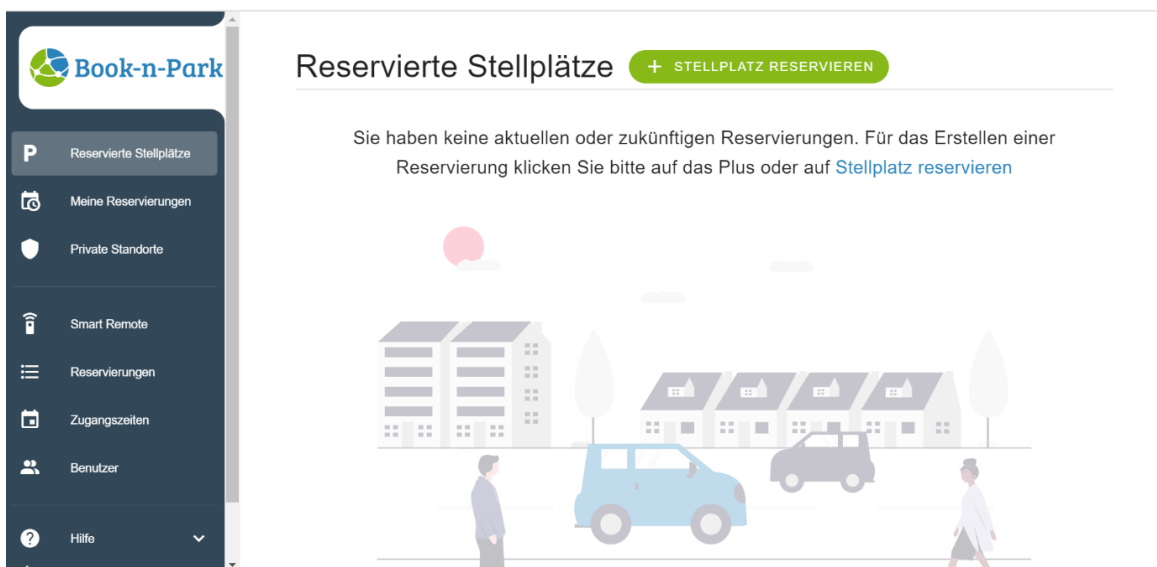 Book-n-Park
Reservierte Stellplätze
Meine Reservierungen
Private Standorte
Smart Remote
Reservierungen
Zugangszeiten
Benutzer
Hilfe
Reservierte Stellplätze + STELLPLATZ RESERVIEREN
Sie haben keine aktuellen oder zukünftigen Reservierungen. Für das Erstellen einer
Reservierung klicken Sie bitte auf das Plus oder auf Stellplatz reservieren